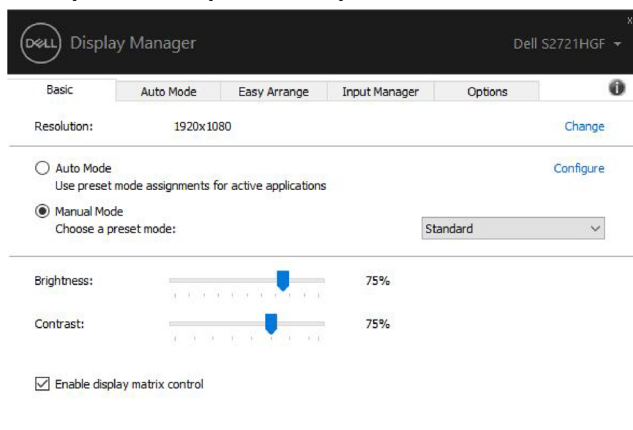 DELL Display Manager
Dell S2721HGF
x
Basic Auto Mode Easy Arrange Input Manager Options
Resolution: 1920x1080 Change
Auto Mode Configure
Use preset mode assignments for active applications
Manual Mode
Choose a preset mode: Standard
Brightness: 75%
Contrast: 75%
Enable display matrix control